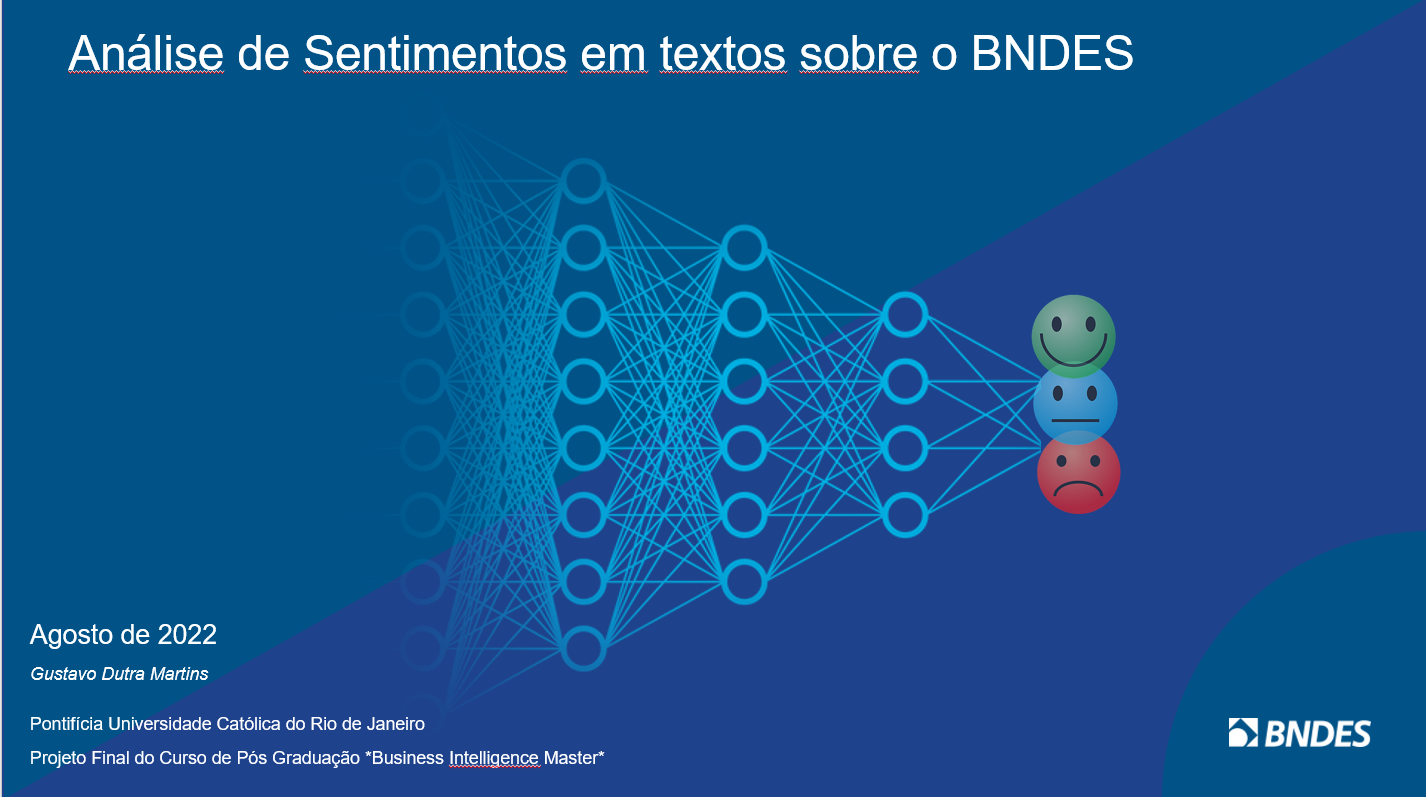 Análise de Sentimentos em textos sobre o BNDES
Agosto de 2022
Gustavo Dutra Martins
Pontifícia Universidade Católica do Rio de Janeiro
Projeto Final do Curso de Pós Graduação *Business Intelligence Master*
BNDES